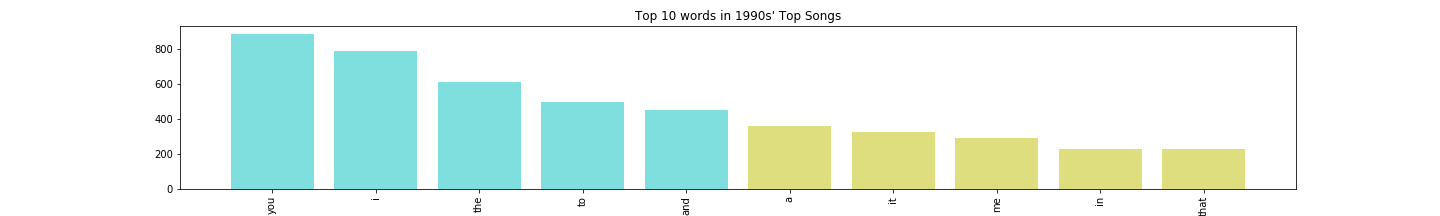 Top 10 words in 1990s' Top Songs
800
600
400
200
0
you
i
the
to
and
a
it
me
in
that